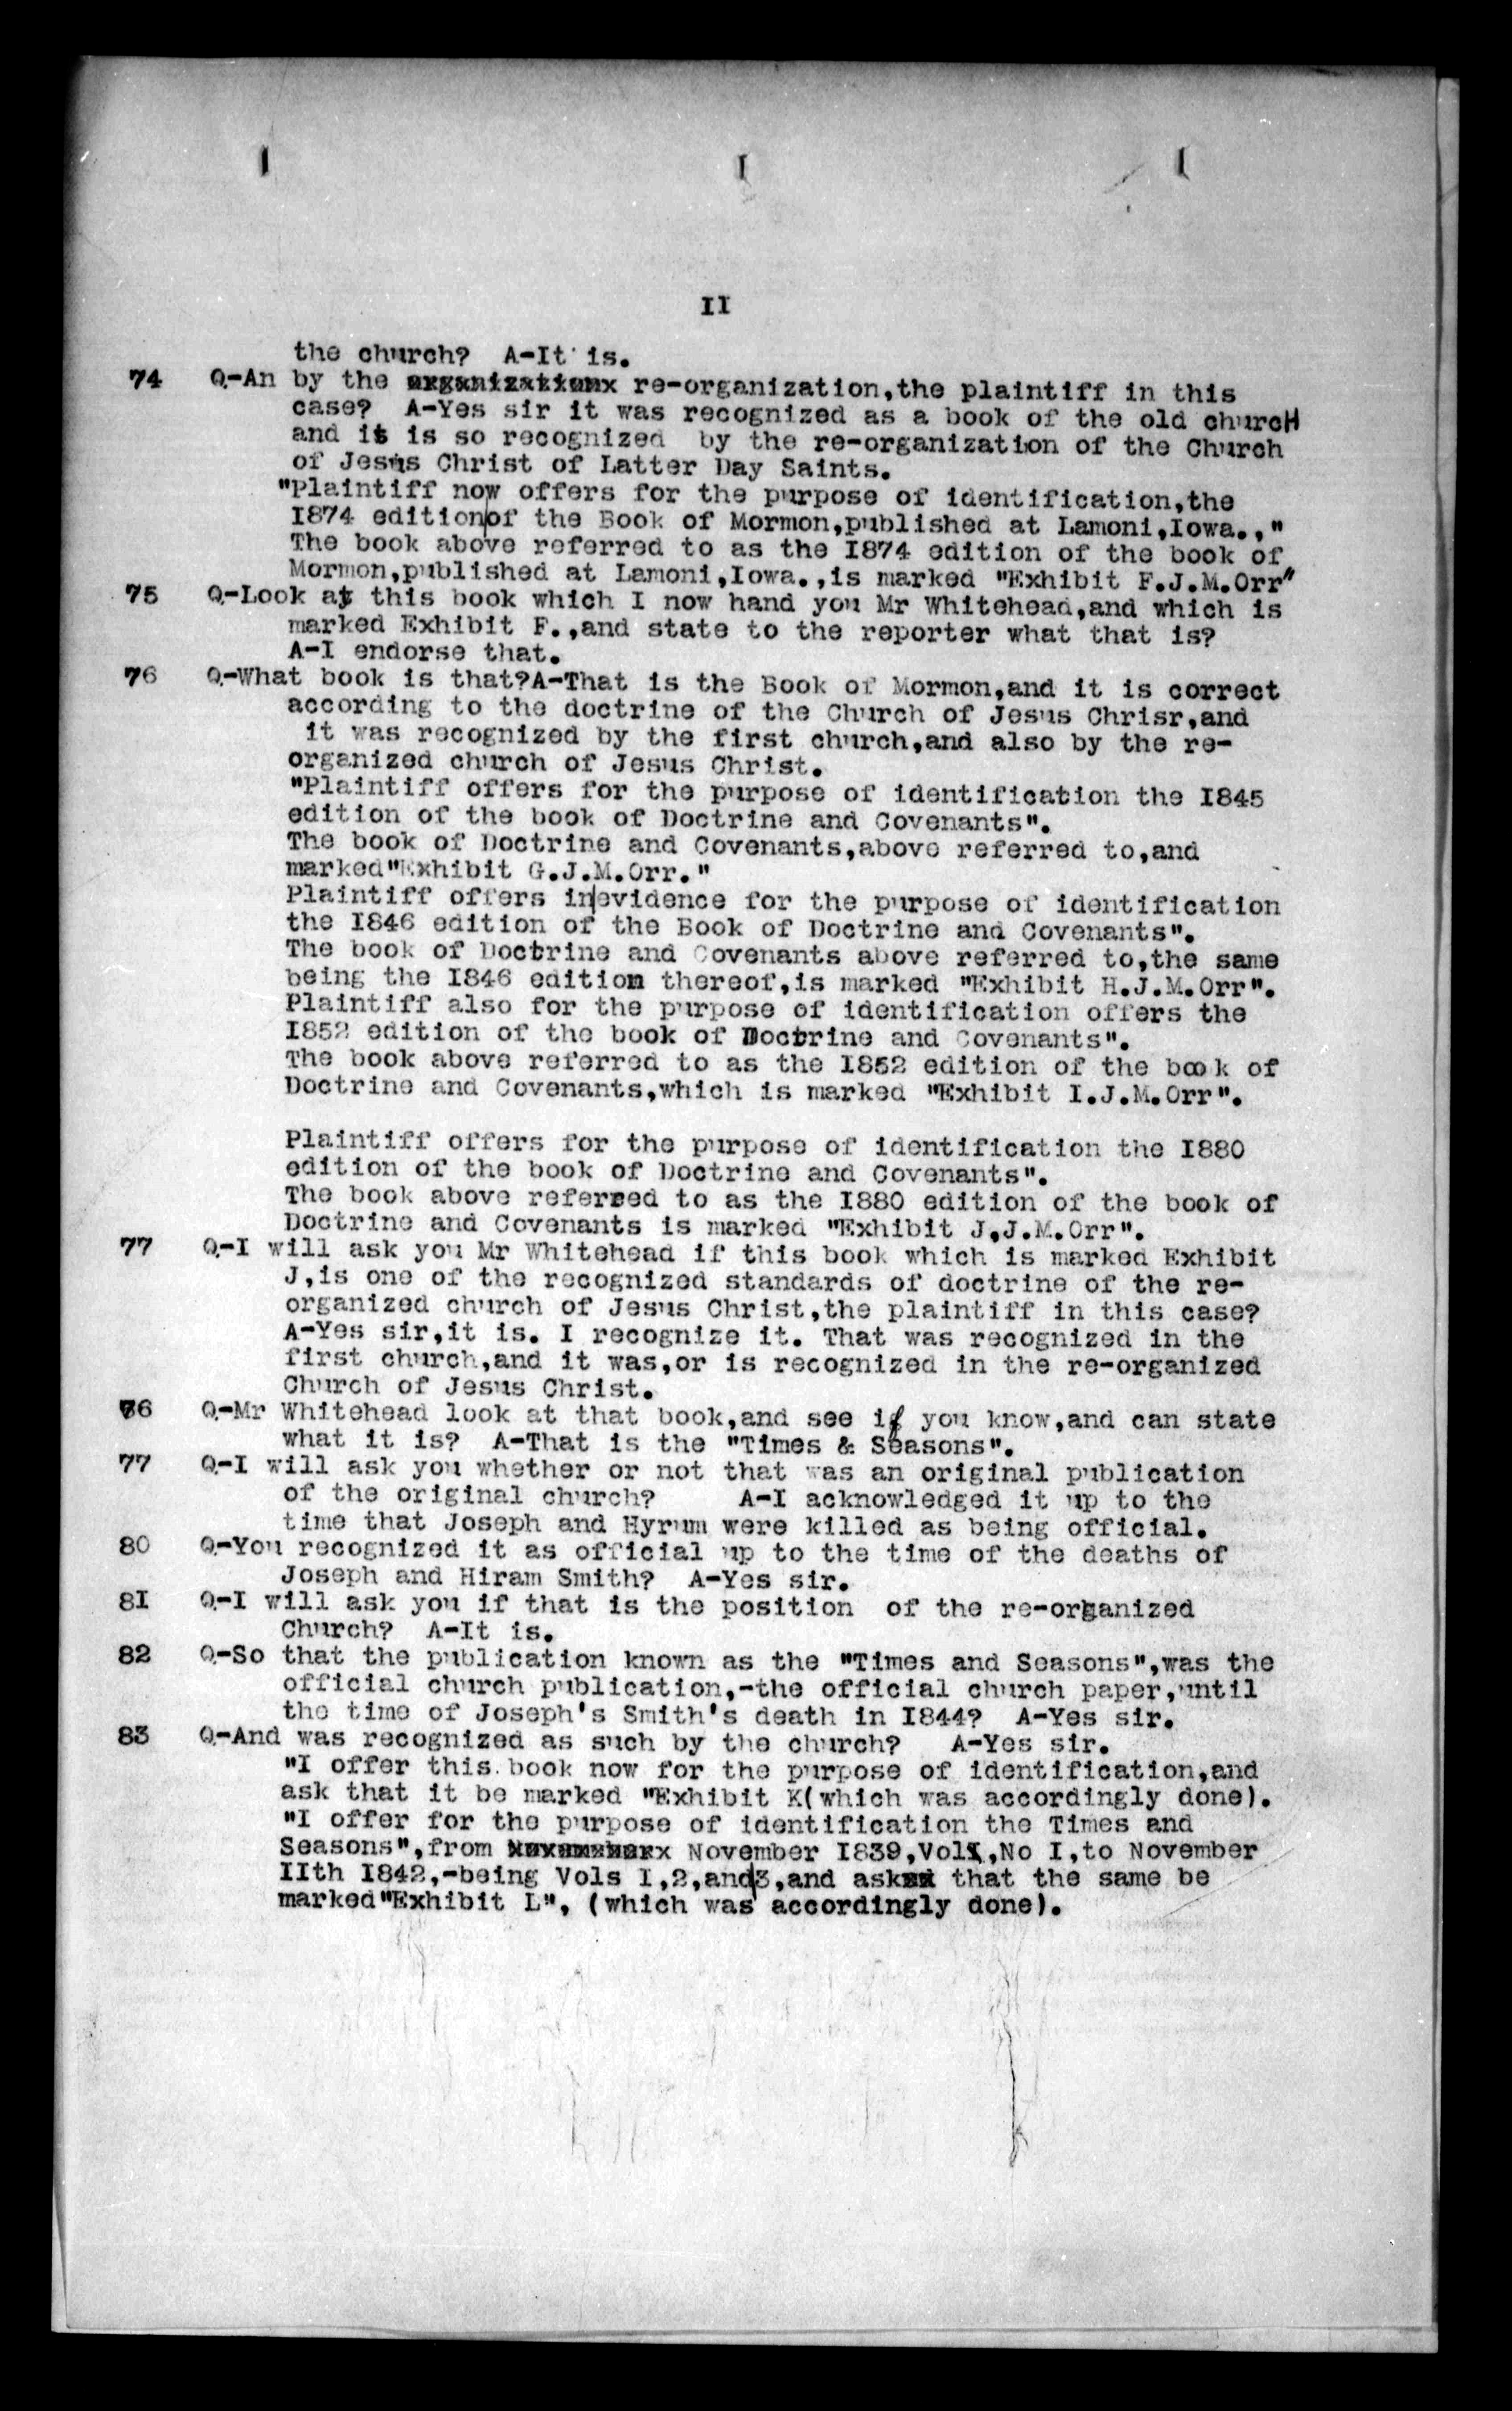 II
the church?  A-It is.
74 Q-An by the re-organization,the plaintiff in this
case?  A-Yes sir it was recognized as a book of the old churcH
and it is so recognized  by the re-organization of the Church
of Jesus Christ of Latter Day Saints.
"Plaintiff now offers for the purpose of identification,the
I874 edition|of the Book of Mormon,published at Lamoni,Iowa.,"
The book above referred to as the I874 edition of the book of
Mormon,published at Lamoni,Iowa.,is marked "Exhibit F.J.M.Orr"
75 Q-Look at this book which I now hand you Mr Whitehead,and which is
marked Exhibit F.,and state to the reporter what that is?
A-I endorse that.
76 Q-What book is that?A-That is the Book of Mormon,and it is correct
according to the doctrine of the Church of Jesus Chrisr,and
it was recognized by the first church,and also by the re-
organized church of Jesus Christ.
"Plaintiff offers for the purpose of identification the I845
edition of the book of Doctrine and Covenants".
The book of Doctrine and Covenants,above referred to,and
marked"Exhibit G.J.M.Orr."
Plaintiff offers in|evidence for the purpose of identification
the I846 edition of the Book of Doctrine and Covenants".
The book of Doctrine and Covenants above referred to,the same
being the I846 edition thereof,is marked "Exhibit H.J.M.Orr".
Plaintiff also for the purpose of identification offers the
I852 edition of the book of Doctrine and Covenants".
The book above referred to as the I852 edition of the book of
Doctrine and Covenants,which is marked "Exhibit I.J.M.Orr".
Plaintiff offers for the purpose of identification the I880
edition of the book of Doctrine and Covenants".
The book above referred to as the I880 edition of the book of
Doctrine and Covenants is marked "Exhibit J.J.M.Orr".
77 Q-I will ask you Mr Whitehead if this book which is marked Exhibit
J,is one of the recognized standards of doctrine of the re-
organized church of Jesus Christ,the plaintiff in this case?
A-Yes sir,it is. I recognize it. That was recognized in the
first church,and it was,or is recognized in the re-organized
Church of Jesus Christ.
76 Q-Mr Whitehead look at that book,and see if you know,and can state
what it is?  A-That is the "Times & Seasons".
77 Q-I will ask you whether or not that was an original publication
of the original church?     A-I acknowledged it up to the
time that Joseph and Hyrum were killed as being official.
80 Q-You recognized it as official up to the time of the deaths of
Joseph and Hiram Smith?  A-Yes sir.
8I Q-I will ask you if that is the position  of the re-organized
Church?  A-It is.
82 Q-So that the publication known as the "Times and Seasons",was the
official church publication,-the official church paper,until
the time of Joseph's Smith's death in I844?  A-Yes sir.
83 Q-And was recognized as such by the church?   A-Yes sir.
"I offer this book now for the purpose of identification,and
ask that it be marked "Exhibit K(which was accordingly done).
"I offer for the purpose of identification the Times and
Seasons",from November I839,VolI,No I,to November
IIth I842,-being Vols I,2,and|3,and ask that the same be
marked"Exhibit L", (which was accordingly done).